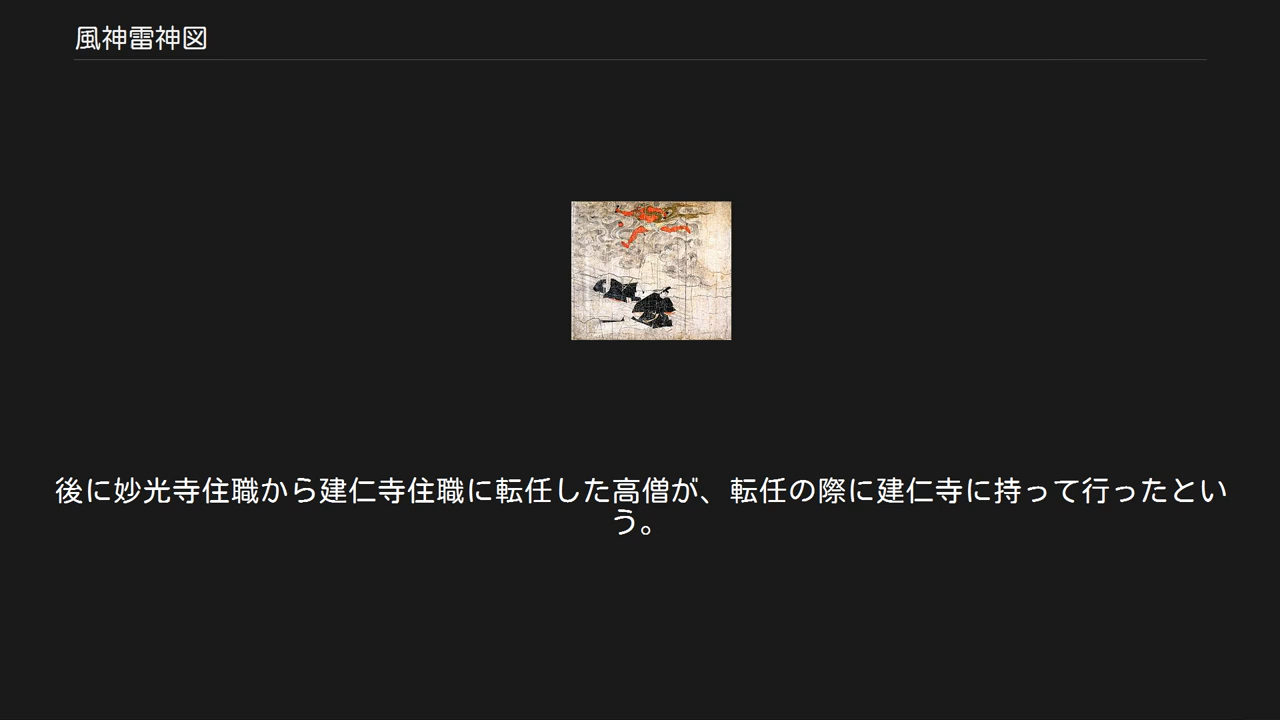 風神雷神図
後に妙光寺住職から建仁寺住職に転任した高僧が、転任の際に建仁寺に持って行ったとい
う。